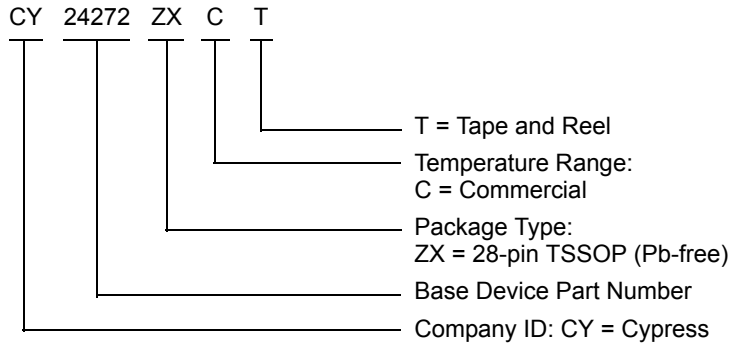 CY 24272 ZX C T
T = Tape and Reel
Temperature Range:
C = Commercial
Package Type:
ZX = 28-pin TSSOP (Pb-free)
Base Device Part Number
Company ID: CY = Cypress